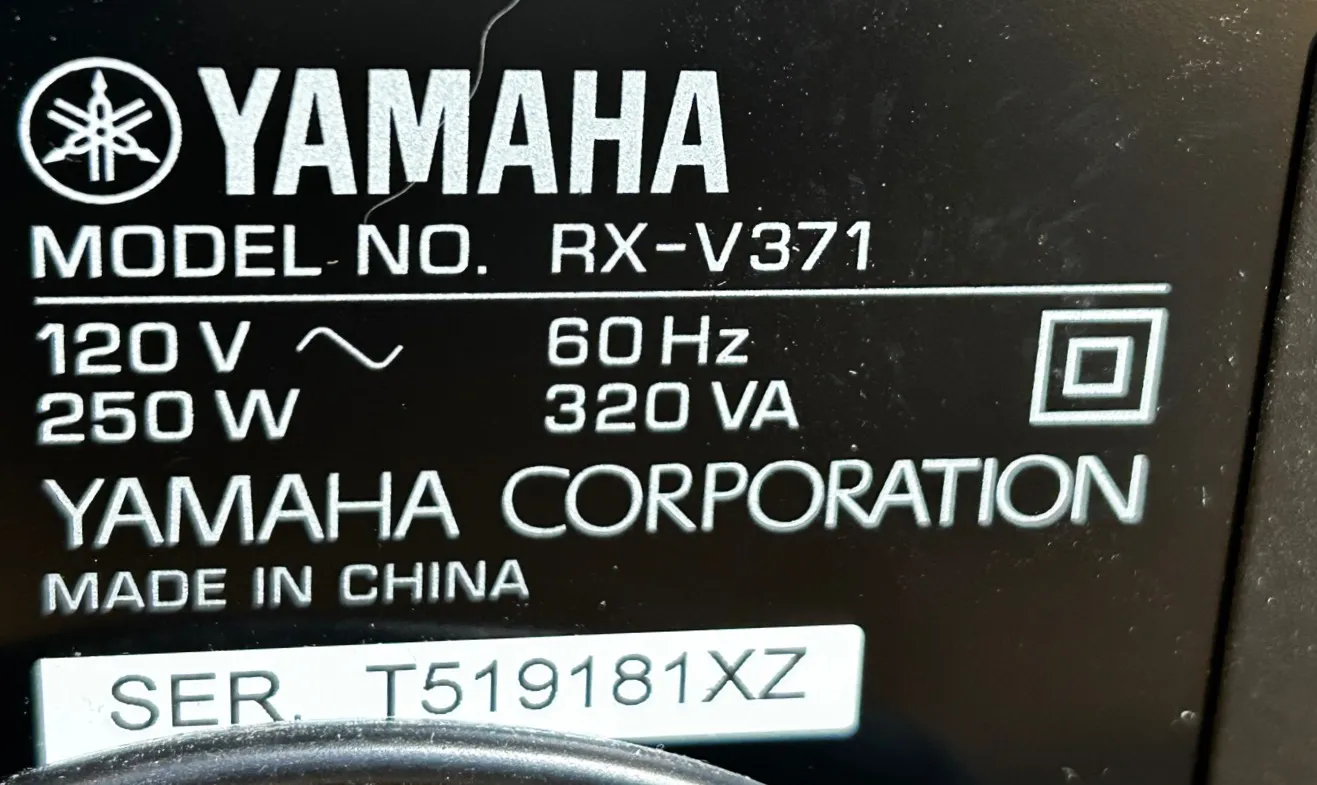 YAMAHA
MODEL NO. RX-V371
120 V ~ 60 Hz
250 W 320 VA
YAMAHA CORPORATION
MADE IN CHINA
SER. T519181XZ